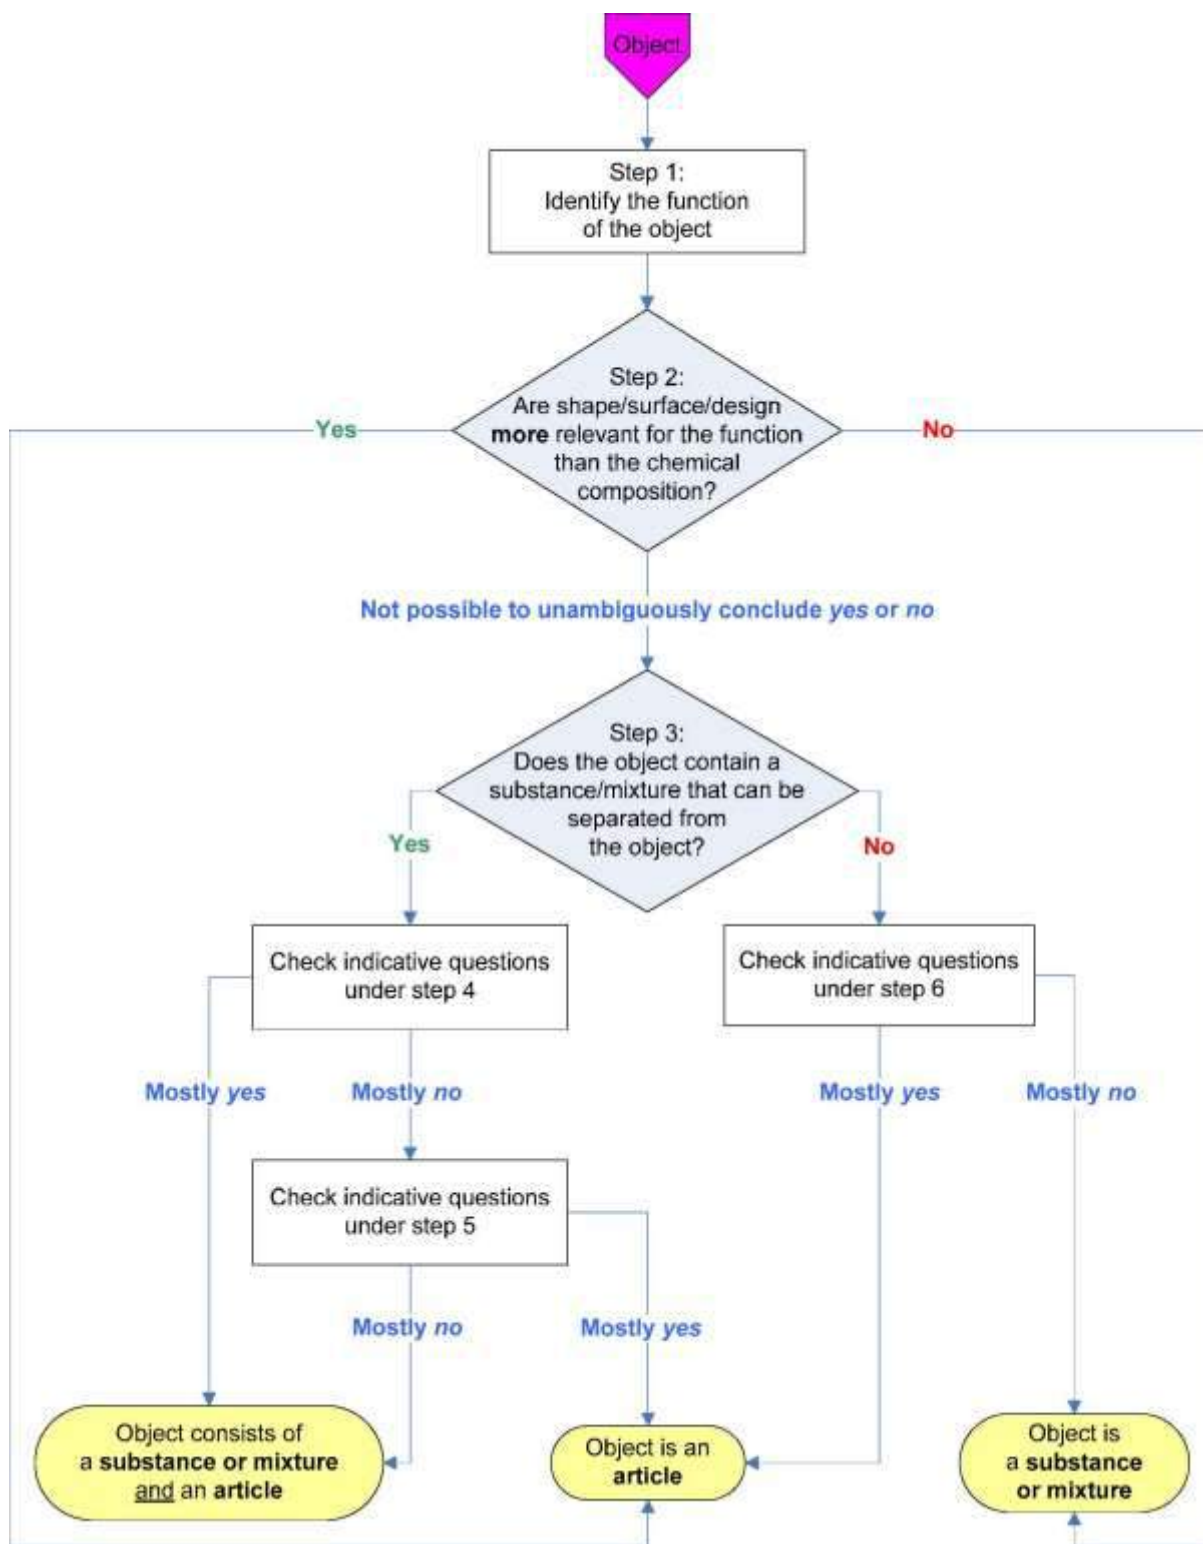 Object
Step 1:
Identify the function
of the object
Step 2:
Are shape/surface/design
more relevant for the function
than the chemical
composition?
Yes
No
Not possible to unambiguously conclude yes or no
Step 3:
Does the object contain a
substance/mixture that can be
separated from
the object?
Yes
No
Check indicative questions
under step 4
Check indicative questions
under step 6
Mostly yes
Mostly no
Mostly yes
Mostly no
Check indicative questions
under step 5
Mostly no
Mostly yes
Object consists of
a substance or mixture
and an article
Object is an
article
Object is
a substance
or mixture